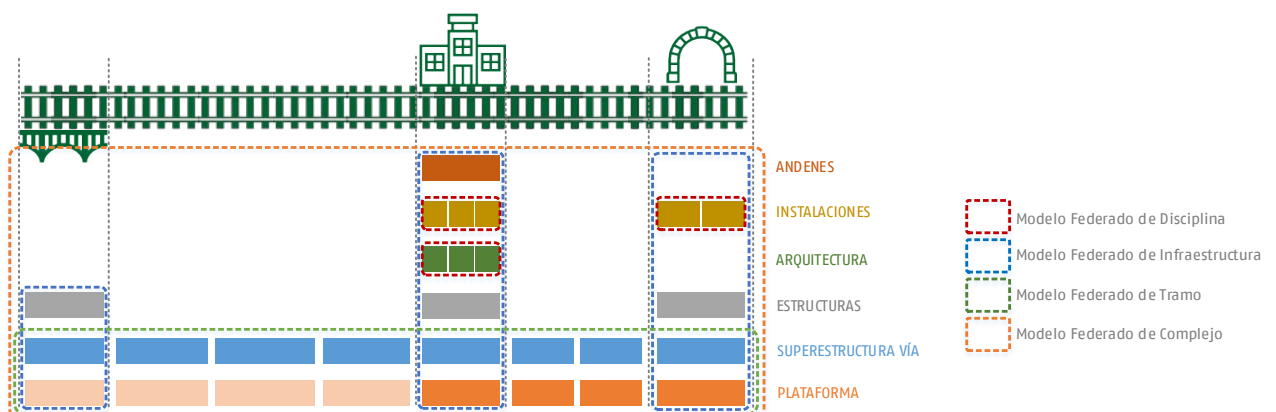 ANDENES
INSTALACIONES
ARQUITECTURA
ESTRUCTURAS
SUPERESTRUCTURA VÍA
PLATAFORMA
Modelo Federado de Disciplina
Modelo Federado de Infraestructura
Modelo Federado de Tramo
Modelo Federado de Complejo